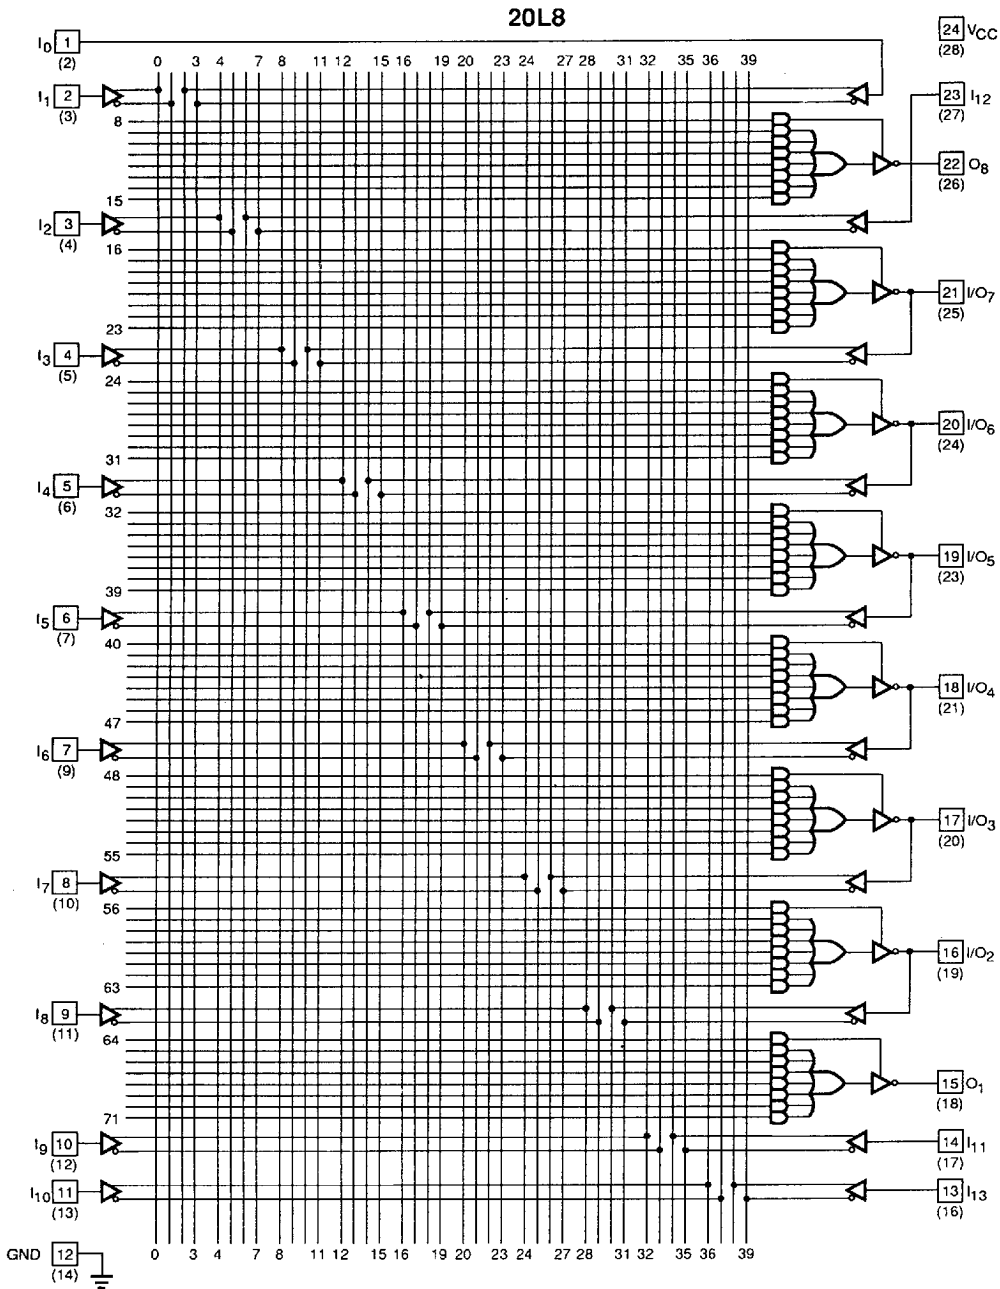 20L8
I0 1 24 VCC
(2) (28)
0 3 4 7 8 11 12 15 16 19 20 23 24 27 28 31 32 35 36 39
I1 2 23 I12
(3) (27)
8
22 O8
(26)
15
I2 3
(4)
16
21 I/O7
(25)
23
I3 4
(5)
24
20 I/O6
(24)
31
I4 5
(6)
32
19 I/O5
(23)
39
I5 6
(7)
40
18 I/O4
(21)
47
I6 7
(9)
48
17 I/O3
(20)
55
I7 8
(10)
56
16 I/O2
(19)
63
I8 9
(11)
64
15 O1
(18)
71
I9 10 14 I11
(12) (17)
I10 11 13 I13
(13) (16)
GND 12 0 3 4 7 8 11 12 15 16 19 20 23 24 27 28 31 32 35 36 39
(14)